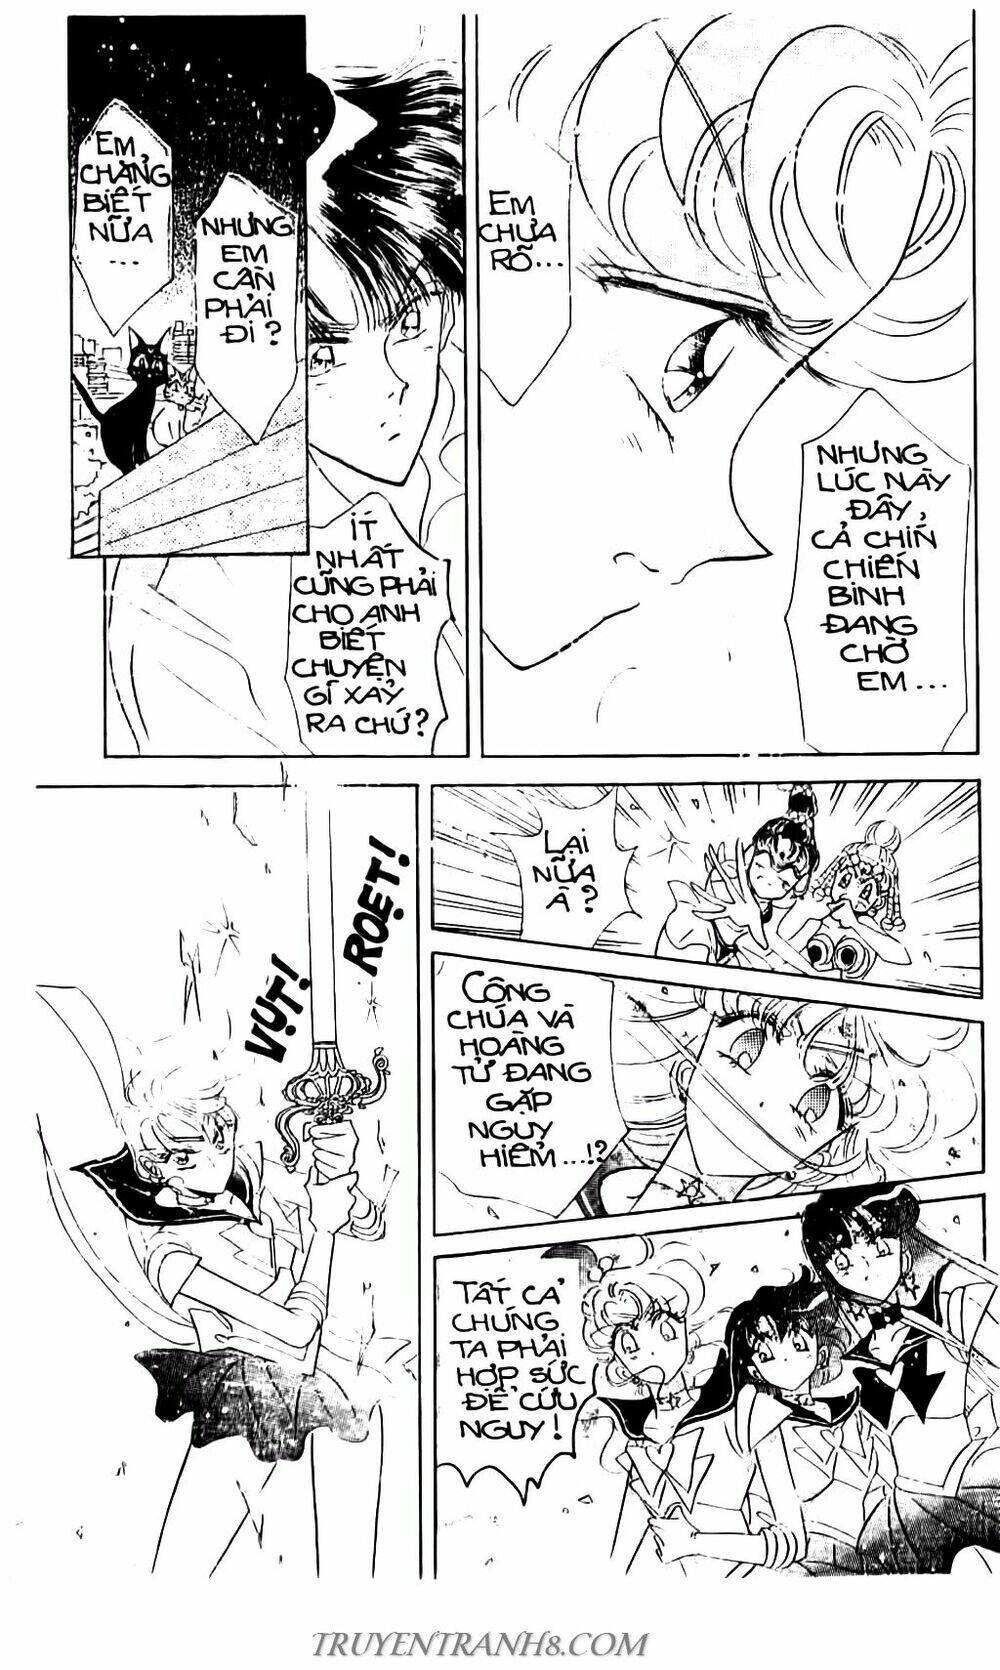 EM
CHƯA
RÕ...
NHƯNG
LÚC NÀY
ĐÂY,
CẢ CHÍN
CHIẾN
BINH
ĐANG
CHỜ
EM...
NHƯNG
EM
CẦN
PHẢI
ĐI?
EM
CHẲNG
BIẾT
NỮA
...
ÍT
NHẤT
CŨNG PHẢI
CHO ANH
BIẾT
CHUYỆN
GÌ XẢY
RA CHỨ?
LẠI
NỮA
À?
CÔNG
CHÚA VÀ
HOÀNG
TỬ ĐANG
GẶP
NGUY
HIỂM...!?
TẤT CẢ
CHÚNG
TA PHẢI
HỢP SỨC
ĐỂ CỨU
NGUY!
ROẸT!
VỤT!
TRUYENTRANH8.COM